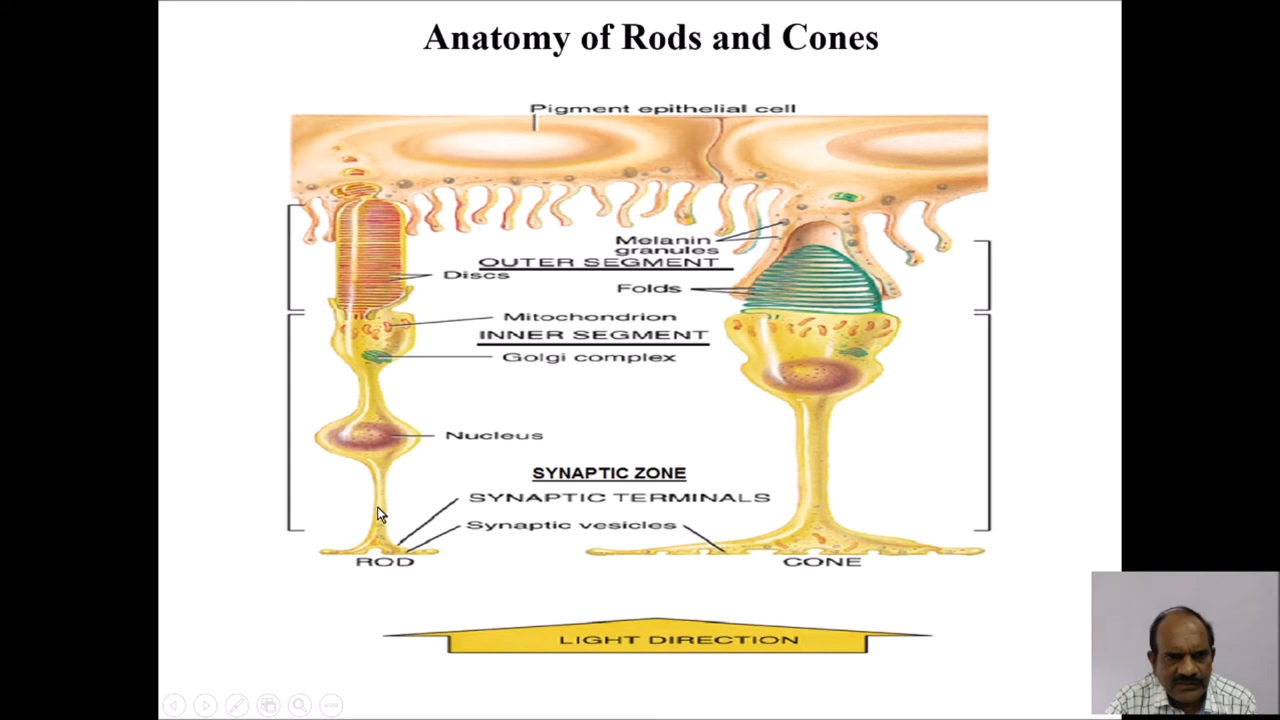 Anatomy of Rods and Cones
Pigment epithelial cell
Melanin
granules
OUTER SEGMENT
Discs
Folds
Mitochondrion
INNER SEGMENT
Golgi complex
Nucleus
SYNAPTIC ZONE
SYNAPTIC TERMINALS
Synaptic vesicles
ROD
CONE
LIGHT DIRECTION